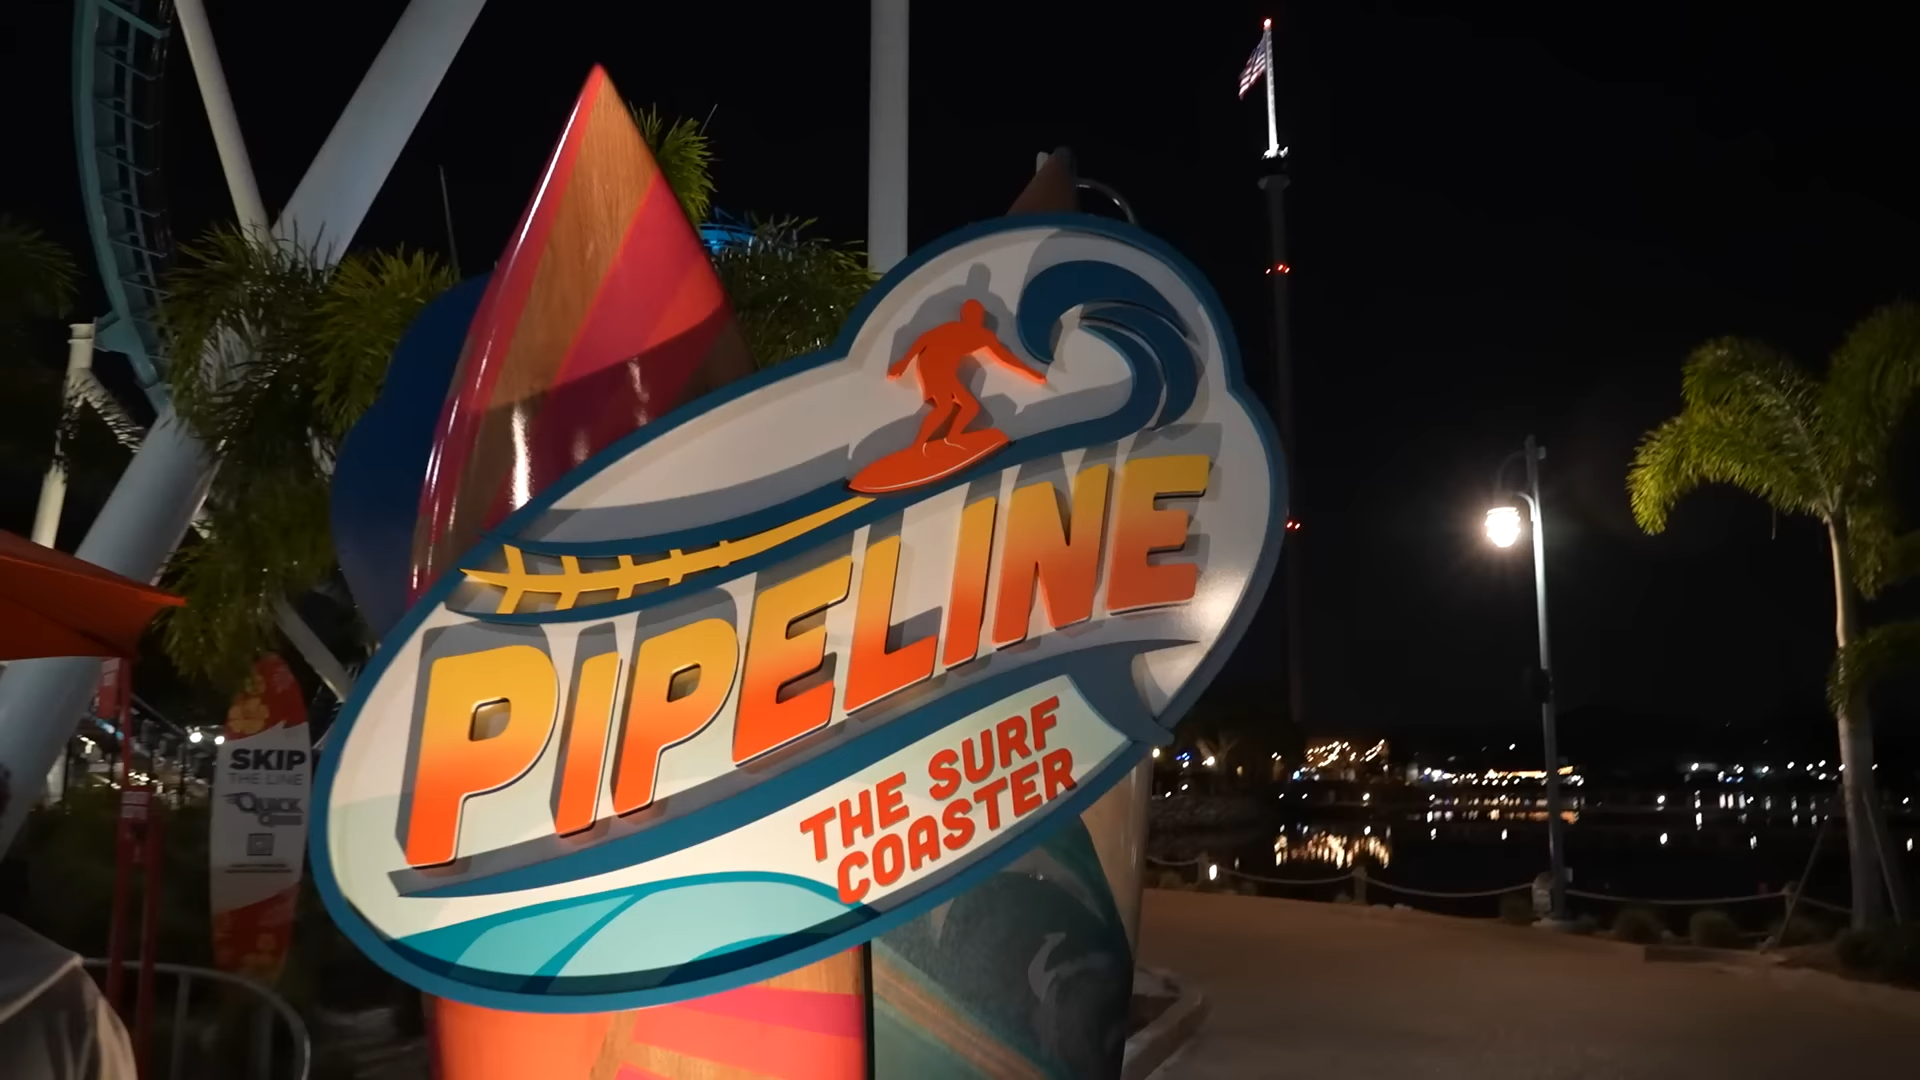 PIPELINE
THE SURF
COASTER
SKIP
THE LINE
QUICK
QUEUE